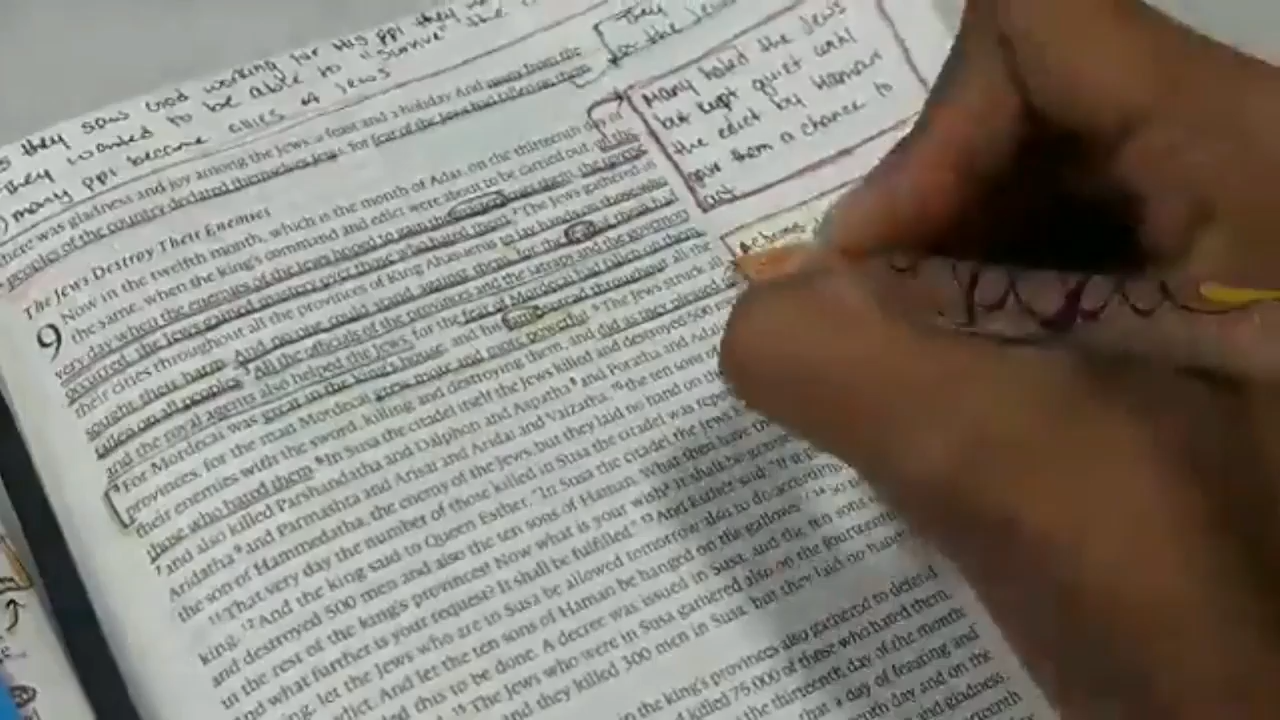 they saw God working for His ppl they
They wanted to be able to "survive" the
many ppl become allies of Jews
They
for the Jews
Many hated the Jews
but kept quiet until
the edict by Haman
gave them a chance to
act
there was gladness and joy among the Jews, a feast and a holiday. And many from the
peoples of the country declared themselves Jews, for fear of the Jews had fallen on them.
The Jews Destroy Their Enemies
9 Now in the twelfth month, which is the month of Adar, on the thirteenth day of
the same, when the king's command and edict were about to be carried out, on the
very day when the enemies of the Jews hoped to gain the mastery over them, the reverse
occurred: the Jews gained mastery over those who hated them. 2 The Jews gathered in
their cities throughout all the provinces of King Ahasuerus to lay hands on those who
sought their harm. And no one could stand against them, for the fear of them had
fallen on all peoples. 3 All the officials of the provinces and the satraps and the governors
and the royal agents also helped the Jews, for the fear of Mordecai had fallen on them.
4 For Mordecai was great in the king's house, and his fame spread throughout all the
provinces, for the man Mordecai grew more and more powerful. 5 The Jews struck
their enemies with the sword, killing and destroying them, and did as they pleased
those who hated them. 6 In Susa the citadel itself the Jews killed and destroyed 500
7 and also killed Parshandatha and Dalphon and Aspatha 8 and Poratha and Adalia
Aridatha 9 and Parmashta and Arisai and Aridai and Vaizatha, 10 the ten sons of
the son of Hammedatha, the enemy of the Jews, but they laid no hand on the
11 That very day the number of those killed in Susa the citadel was reported
king. 12 And the king said to Queen Esther, "In Susa the citadel the Jews
and destroyed 500 men and also the ten sons of Haman. What then have they
in the rest of the king's provinces! Now what is your wish? It shall be granted
and what further is your request? It shall be fulfilled." 13 And Esther said, "If it
king, let the Jews who are in Susa be allowed tomorrow also to do according
edict. And let the ten sons of Haman be hanged on the gallows." 14 So the
this to be done. A decree was issued in Susa, and the ten sons
15 The Jews who were in Susa gathered also on the fourteenth
and they killed 300 men in Susa, but they laid no hands
in the king's provinces also gathered to defend
killed 75,000 of those who hated them,
the thirteenth day of the month
that a day of feasting and
day and on the
and gladness.